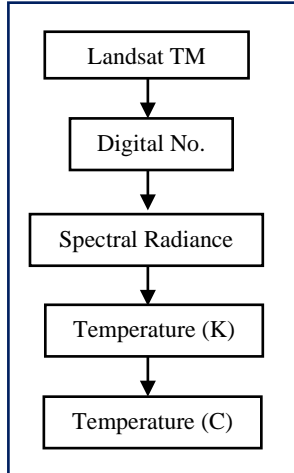 Landsat TM
Digital No.
Spectral Radiance
Temperature (K)
Temperature (C)